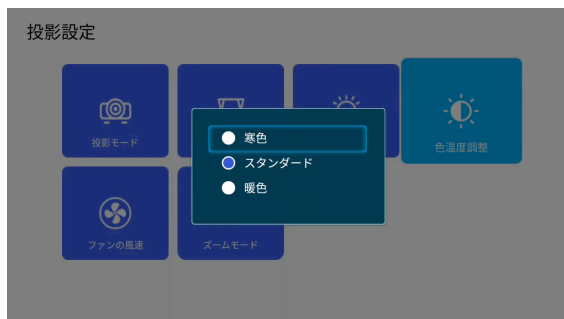 投影設定
投影モード
色温度調整
寒色
スタンダード
暖色
ファンの風速
ズームモード